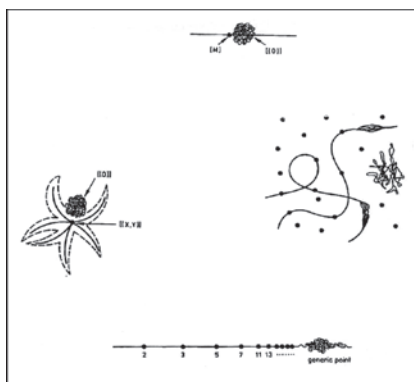 [M]
[(0)]
[(0)]
[(X,Y)]
2 3 5 7 11 13 ........
generic point